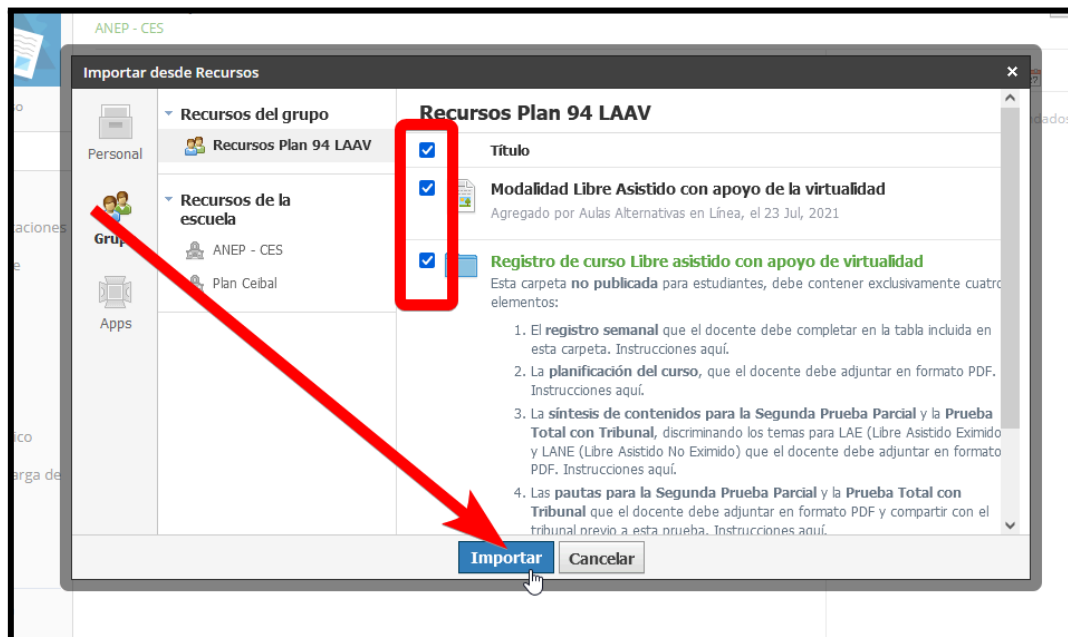 ANEP - CES
Importar desde Recursos
Personal
Apps
Recursos del grupo
Recursos Plan 94 LAAV
Recursos de la
escuela
ANEP - CES
Plan Ceibal
Recursos Plan 94 LAAV
Título
Modalidad Libre Asistido con apoyo de la virtualidad
Agregado por Aulas Alternativas en Línea, el 23 Jul, 2021
Registro de curso Libre asistido con apoyo de virtualidad
Esta carpeta no publicada para estudiantes, debe contener exclusivamente cuatro
elementos:
1. El registro semanal que el docente debe completar en la tabla incluida en
esta carpeta. Instrucciones aquí.
2. La planificación del curso, que el docente debe adjuntar en formato PDF.
Instrucciones aquí.
3. La síntesis de contenidos para la Segunda Prueba Parcial y la Prueba
Total con Tribunal, discriminando los temas para LAE (Libre Asistido Eximido
y LANE (Libre Asistido No Eximido) que el docente debe adjuntar en formato
PDF. Instrucciones aquí.
4. Las pautas para la Segunda Prueba Parcial y la Prueba Total con
Tribunal que el docente debe adjuntar en formato PDF y compartir con el
tribunal previo a esta prueba. Instrucciones aquí.
Importar
Cancelar